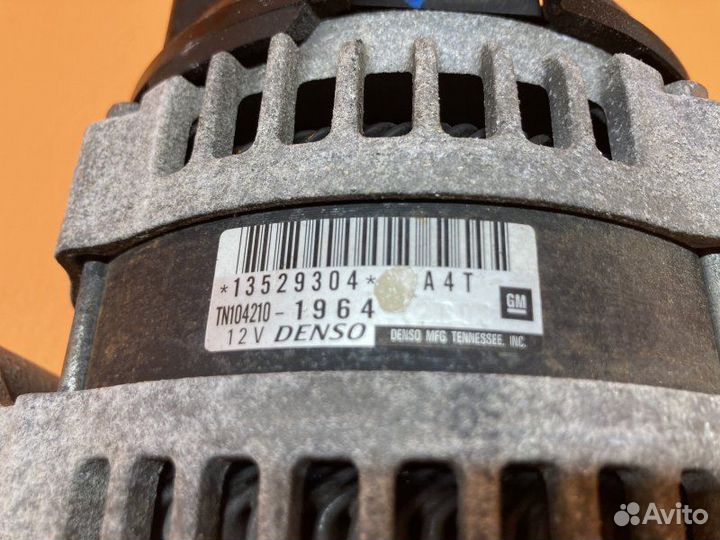 *13529304* A4T
TN104210-1964
GM
12V DENSO
DENSO MFG TENNESSEE, INC.
Avito